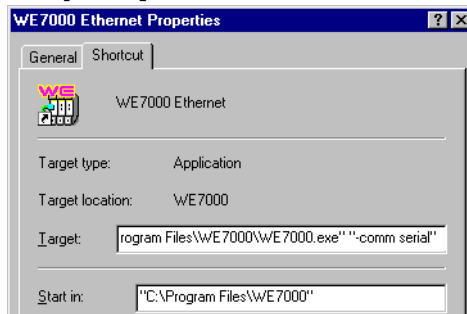 WE7000 Ethernet Properties
General Shortcut
WE
WE7000 Ethernet
Target type: Application
Target location: WE7000
Target: rogram Files\WE7000\WE7000.exe" "-comm serial"
Start in: "C:\Program Files\WE7000"